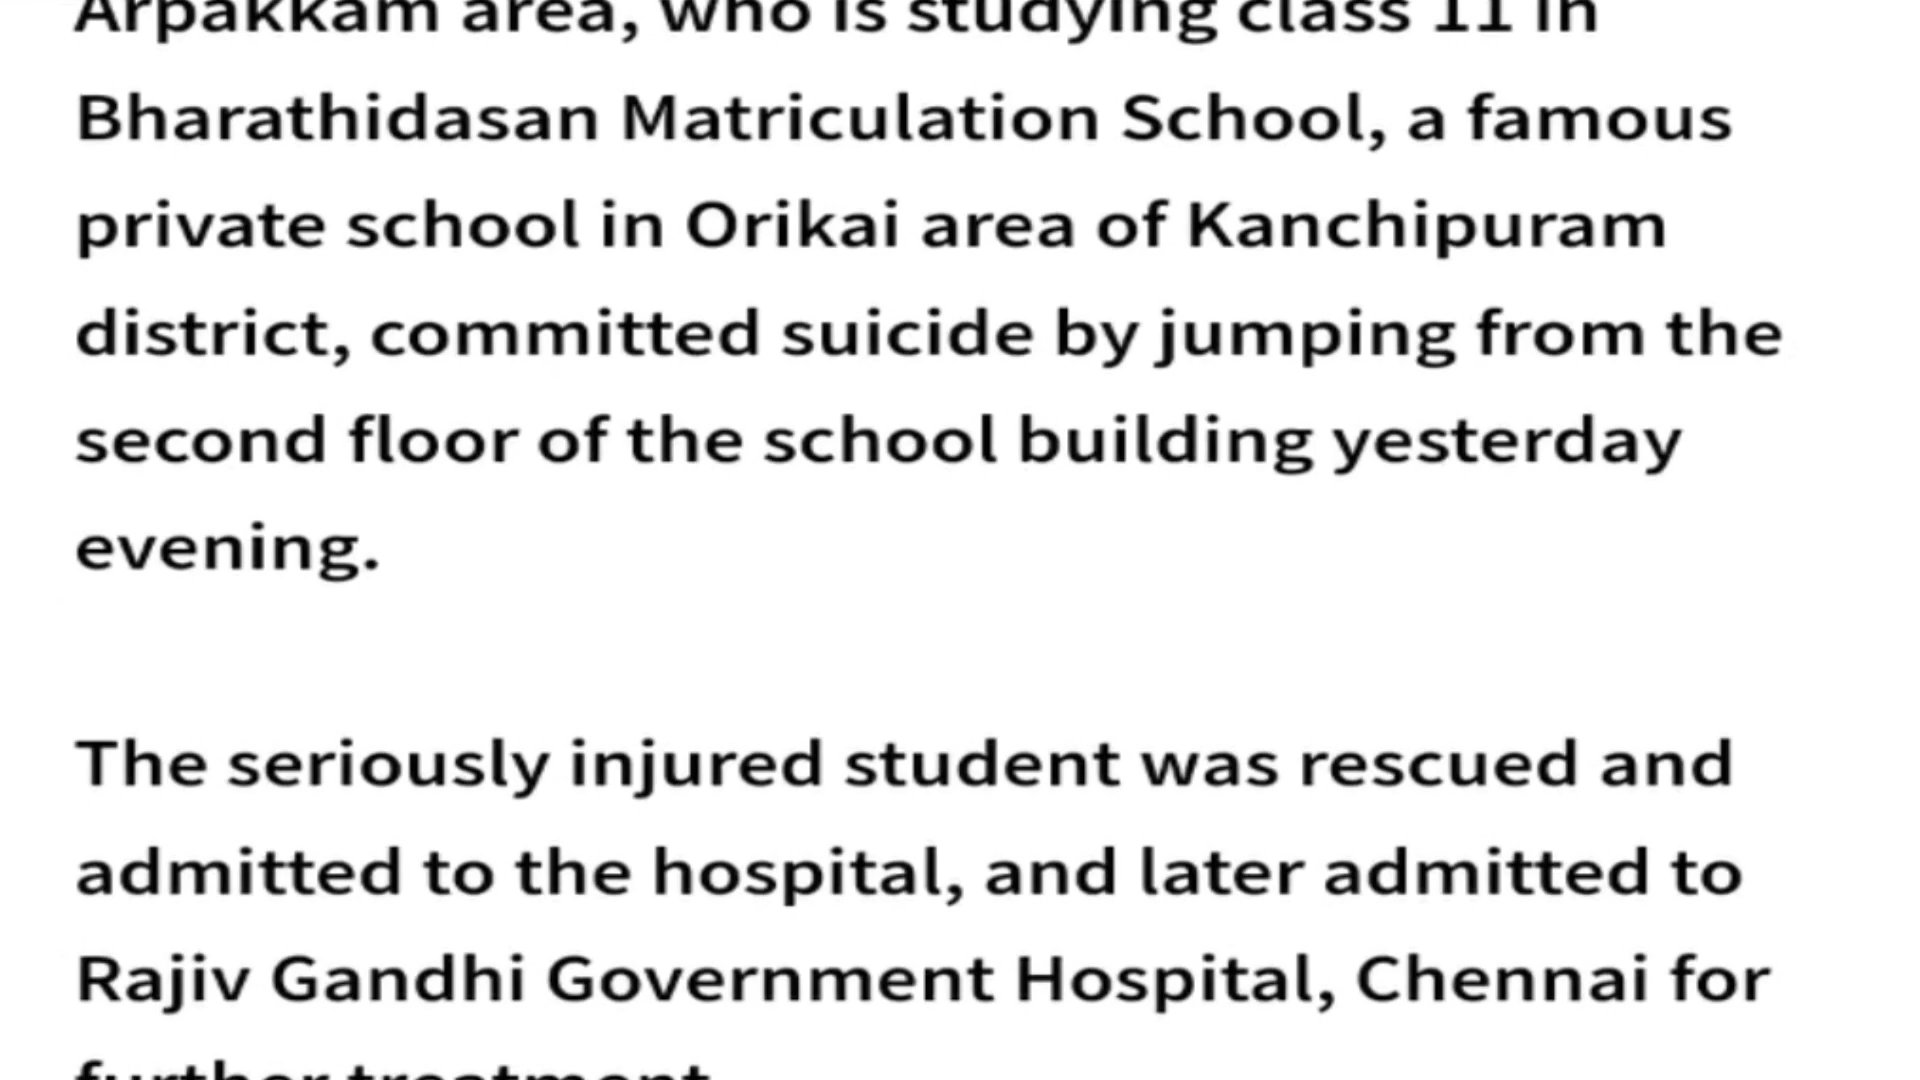 Arpakkam area, who is studying class 11 in
Bharathidasan Matriculation School, a famous
private school in Orikai area of Kanchipuram
district, committed suicide by jumping from the
second floor of the school building yesterday
evening.
The seriously injured student was rescued and
admitted to the hospital, and later admitted to
Rajiv Gandhi Government Hospital, Chennai for
further treatment